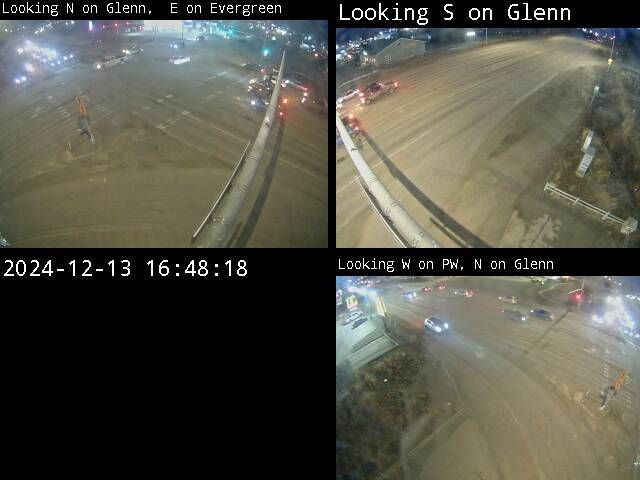 Looking N on Glenn,  E on Evergreen
Looking S on Glenn
2024-12-13 16:48:18
Looking W on PW, N on Glenn